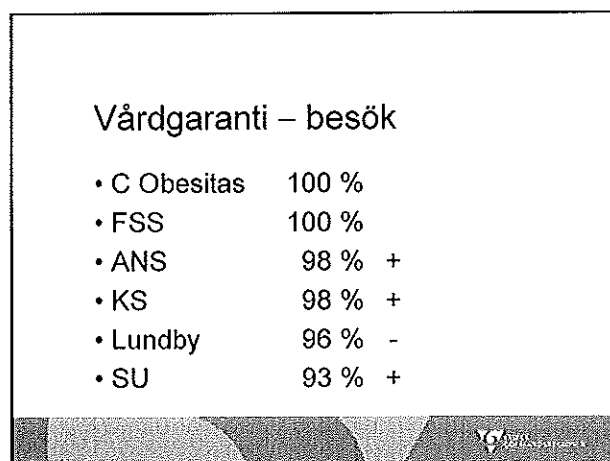 Vårdgaranti – besök
• C Obesitas 100 %
• FSS 100 %
• ANS 98 % +
• KS 98 % +
• Lundby 96 % -
• SU 93 % +